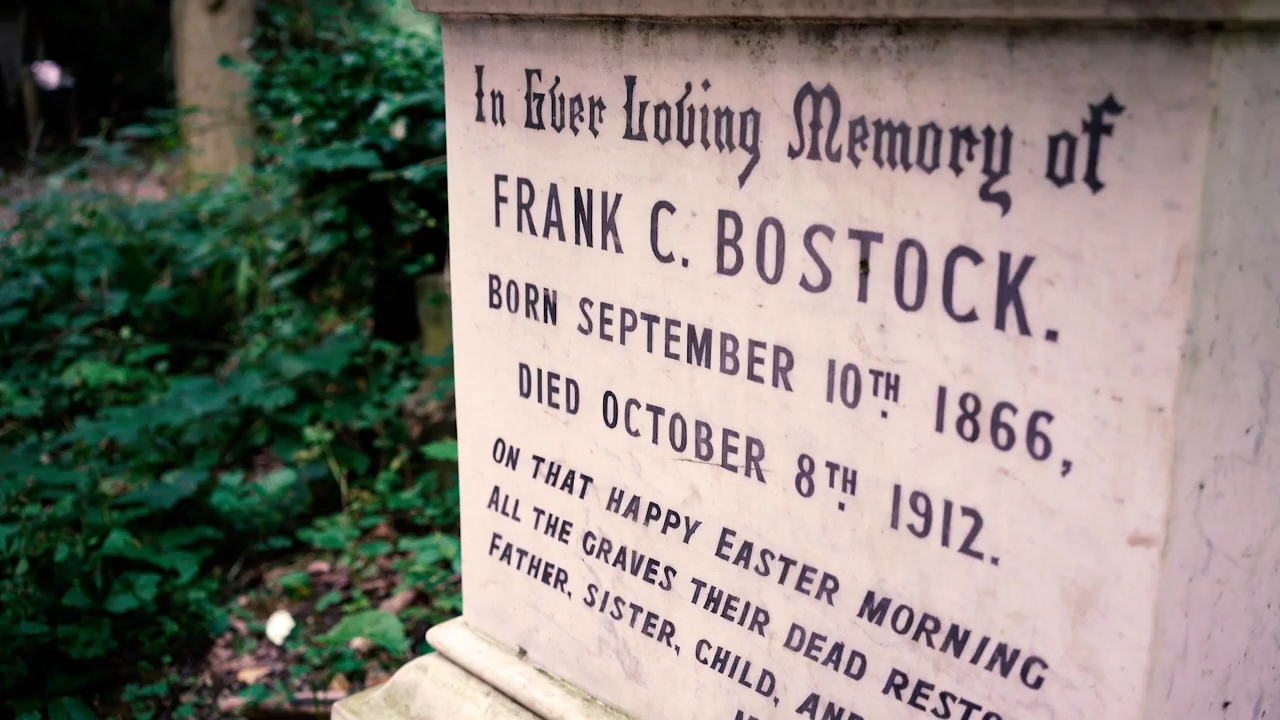 In Ever Loving Memory of
FRANK C. BOSTOCK.
BORN SEPTEMBER 10TH 1866,
DIED OCTOBER 8TH 1912.
ON THAT HAPPY EASTER MORNING
ALL THE GRAVES THEIR DEAD
FATHER, SISTER, CHILD,